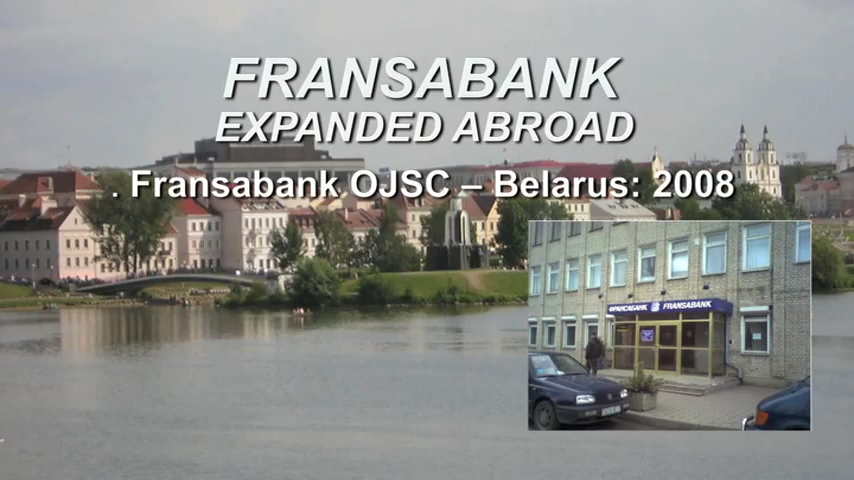 FRANSABANK
EXPANDED ABROAD
. Fransabank OJSC – Belarus: 2008
ФРАНСАБАНК FRANSABANK